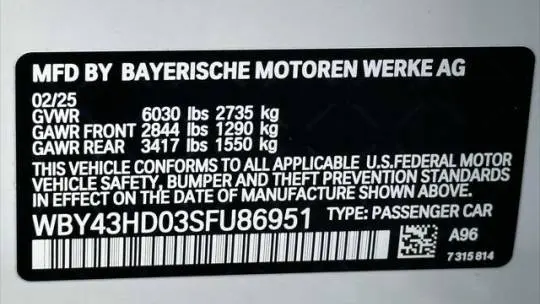 MFD BY BAYERISCHE MOTOREN WERKE AG
02/25
GVWR 6030 lbs 2735 kg
GAWR FRONT 2844 lbs 1290 kg
GAWR REAR 3417 lbs 1550 kg
THIS VEHICLE CONFORMS TO ALL APPLICABLE U.S.FEDERAL MOTOR
VEHICLE SAFETY, BUMPER AND THEFT PREVENTION STANDARDS
IN EFFECT ON THE DATE OF MANUFACTURE SHOWN ABOVE.
WBY43HD03SFU86951 TYPE: PASSENGER CAR
A96
7 315 814